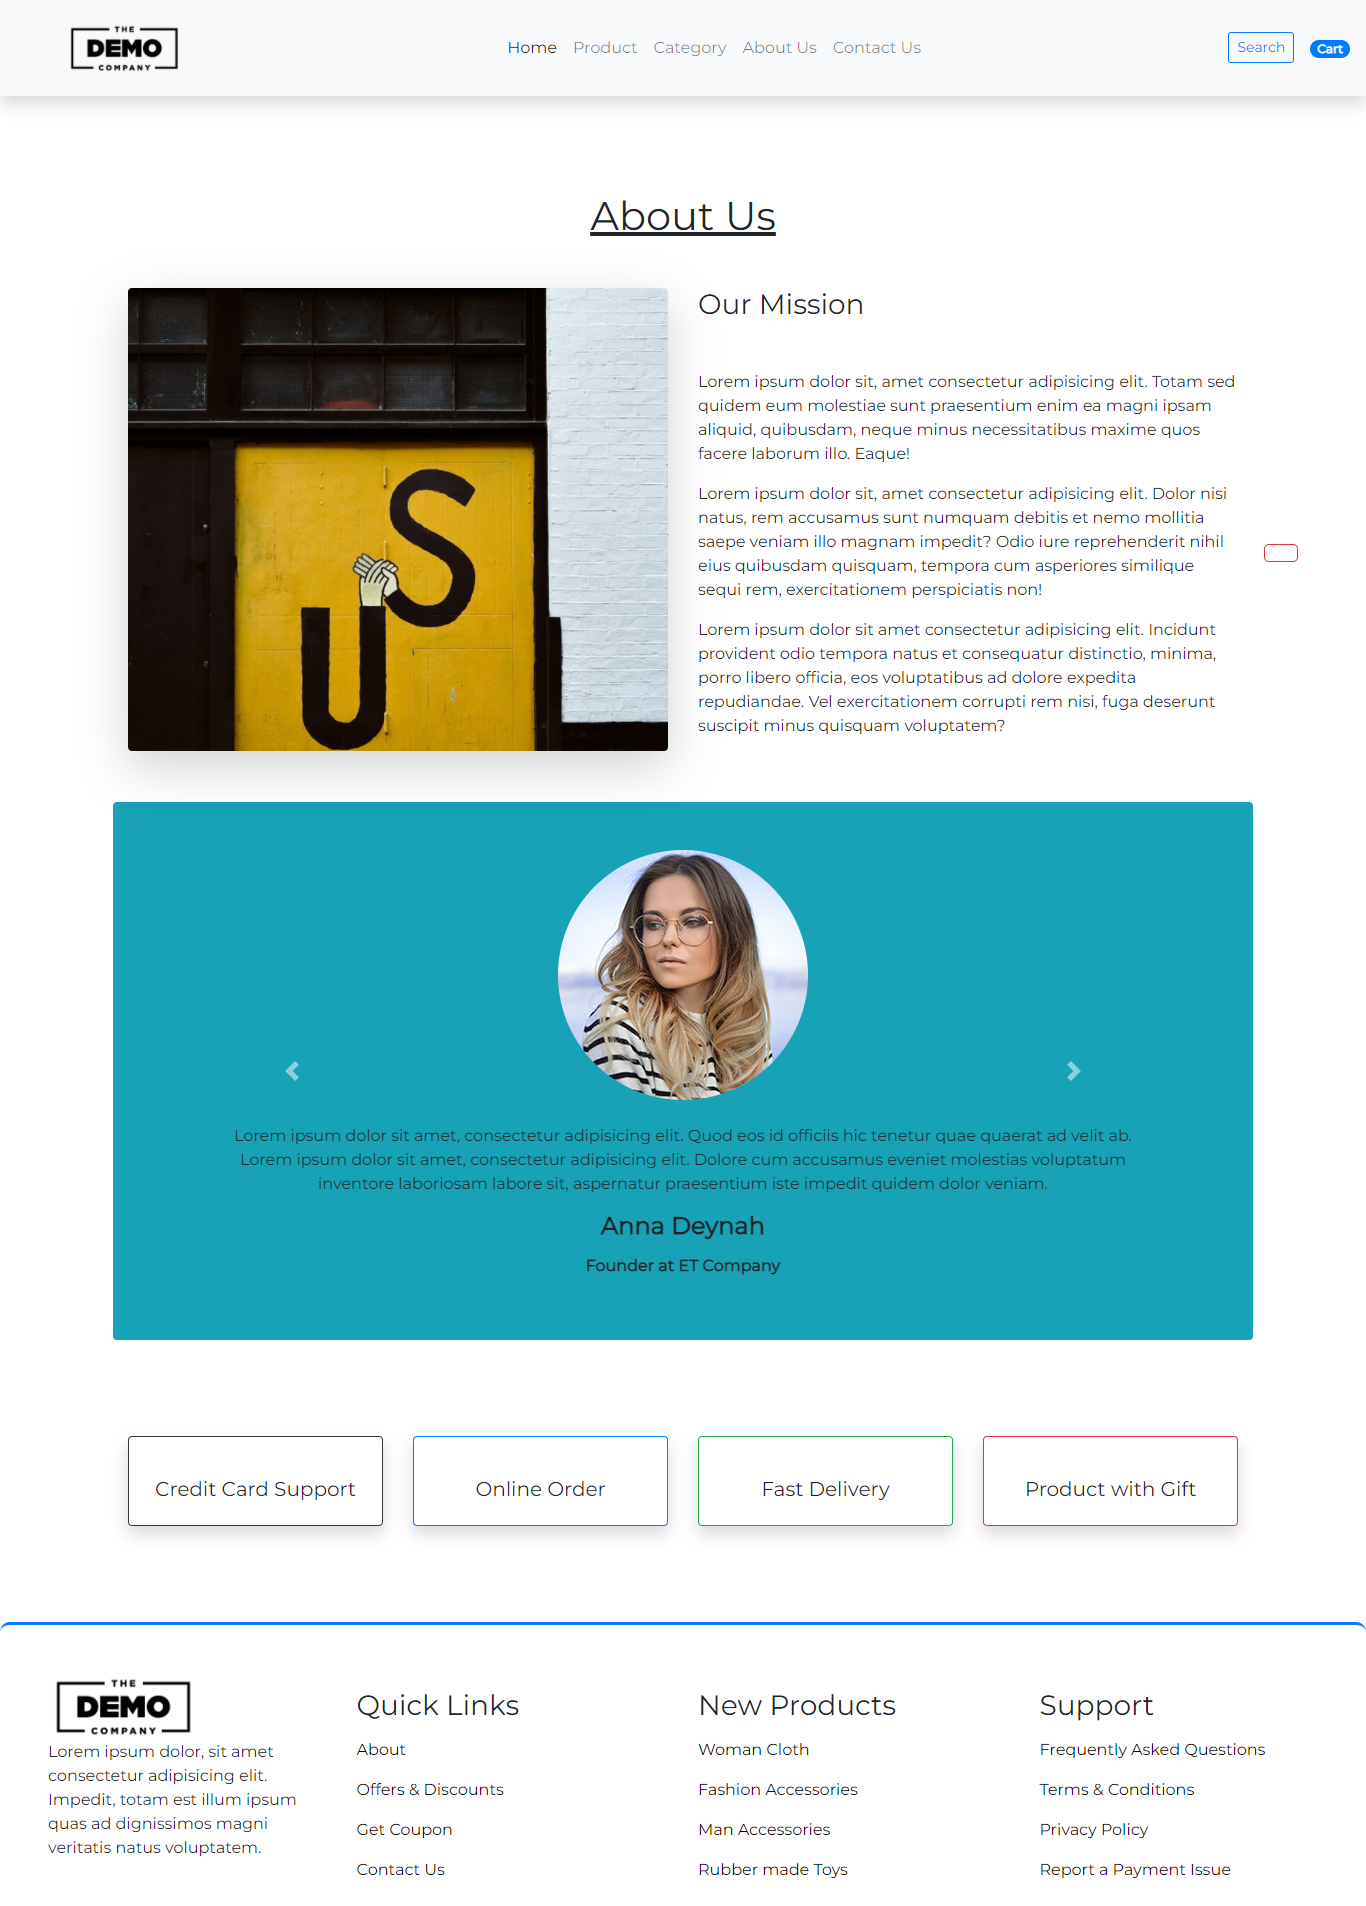 THE
DEMO
COMPANY
Home Product Category About Us Contact Us
Search Cart
About Us
US
Our Mission
Lorem ipsum dolor sit, amet consectetur adipisicing elit. Totam sed
quidem eum molestiae sunt praesentium enim ea magni ipsam
aliquid, quibusdam, neque minus necessitatibus maxime quos
facere laborum illo. Eaque!
Lorem ipsum dolor sit, amet consectetur adipisicing elit. Dolor nisi
natus, rem accusamus sunt numquam debitis et nemo mollitia
saepe veniam illo magnam impedit? Odio iure reprehenderit nihil
eius quibusdam quisquam, tempora cum asperiores similique
sequi rem, exercitationem perspiciatis non!
Lorem ipsum dolor sit amet consectetur adipisicing elit. Incidunt
provident odio tempora natus et consequatur distinctio, minima,
porro libero officia, eos voluptatibus ad dolore expedita
repudiandae. Vel exercitationem corrupti rem nisi, fuga deserunt
suscipit minus quisquam voluptatem?
Lorem ipsum dolor sit amet, consectetur adipisicing elit. Quod eos id officiis hic tenetur quae quaerat ad velit ab.
Lorem ipsum dolor sit amet, consectetur adipisicing elit. Dolore cum accusamus eveniet molestias voluptatum
inventore laboriosam labore sit, aspernatur praesentium iste impedit quidem dolor veniam.
Anna Deynah
Founder at ET Company
Credit Card Support
Online Order
Fast Delivery
Product with Gift
THE
DEMO
COMPANY
Lorem ipsum dolor, sit amet
consectetur adipisicing elit.
Impedit, totam est illum ipsum
quas ad dignissimos magni
veritatis natus voluptatem.
Quick Links
About
Offers & Discounts
Get Coupon
Contact Us
New Products
Woman Cloth
Fashion Accessories
Man Accessories
Rubber made Toys
Support
Frequently Asked Questions
Terms & Conditions
Privacy Policy
Report a Payment Issue